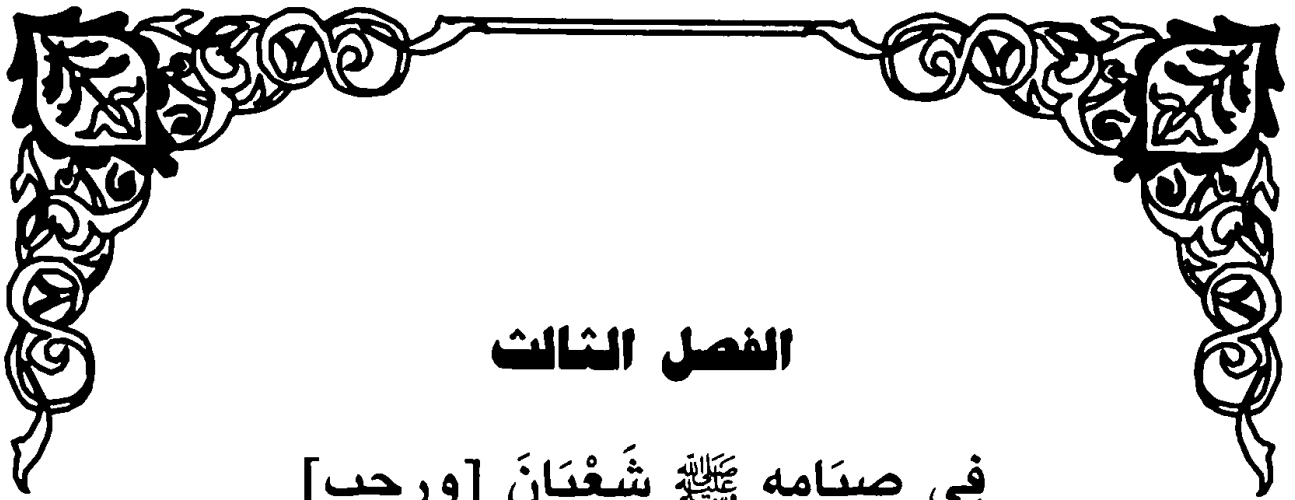 الفصل الثالث
في صيامه ﷺ شَعْبَانَ [ورجب]